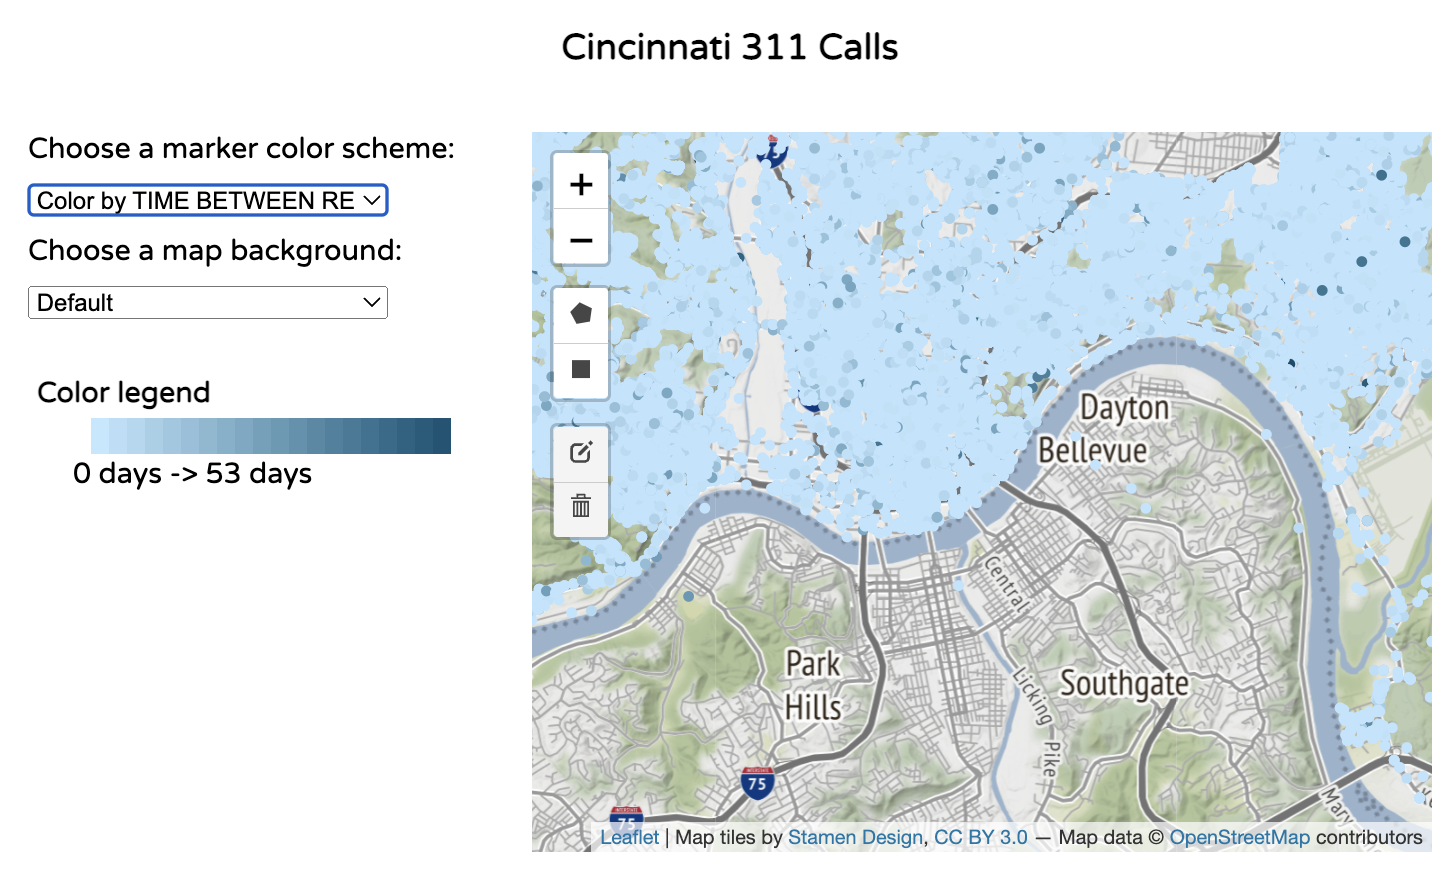 Cincinnati 311 Calls
Choose a marker color scheme:
Color by TIME BETWEEN RE
Choose a map background:
Default
Color legend
0 days -> 53 days
+
−
Dayton
Bellevue
Central
Park
Hills
Licking
Pike
Southgate
75
75
Leaflet | Map tiles by Stamen Design, CC BY 3.0 — Map data © OpenStreetMap contributors